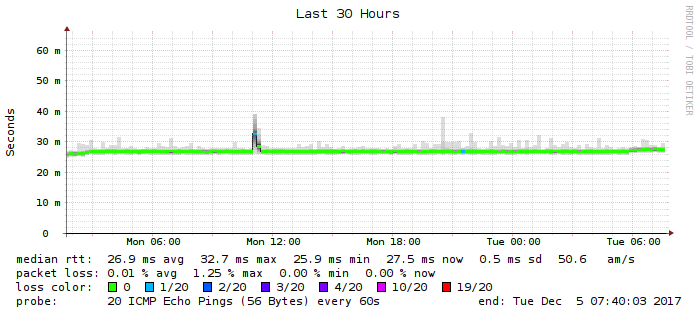 Last 30 Hours
RRDTOOL / TOBI OETIKER
Seconds
60 m
50 m
40 m
30 m
20 m
10 m
0
Mon 06:00 Mon 12:00 Mon 18:00 Tue 00:00 Tue 06:00
median rtt: 26.9 ms avg 32.7 ms max 25.9 ms min 27.5 ms now 0.5 ms sd 50.6 am/s
packet loss: 0.01 % avg 1.25 % max 0.00 % min 0.00 % now
loss color: 0 1/20 2/20 3/20 4/20 10/20 19/20
probe: 20 ICMP Echo Pings (56 Bytes) every 60s end: Tue Dec 5 07:40:03 2017